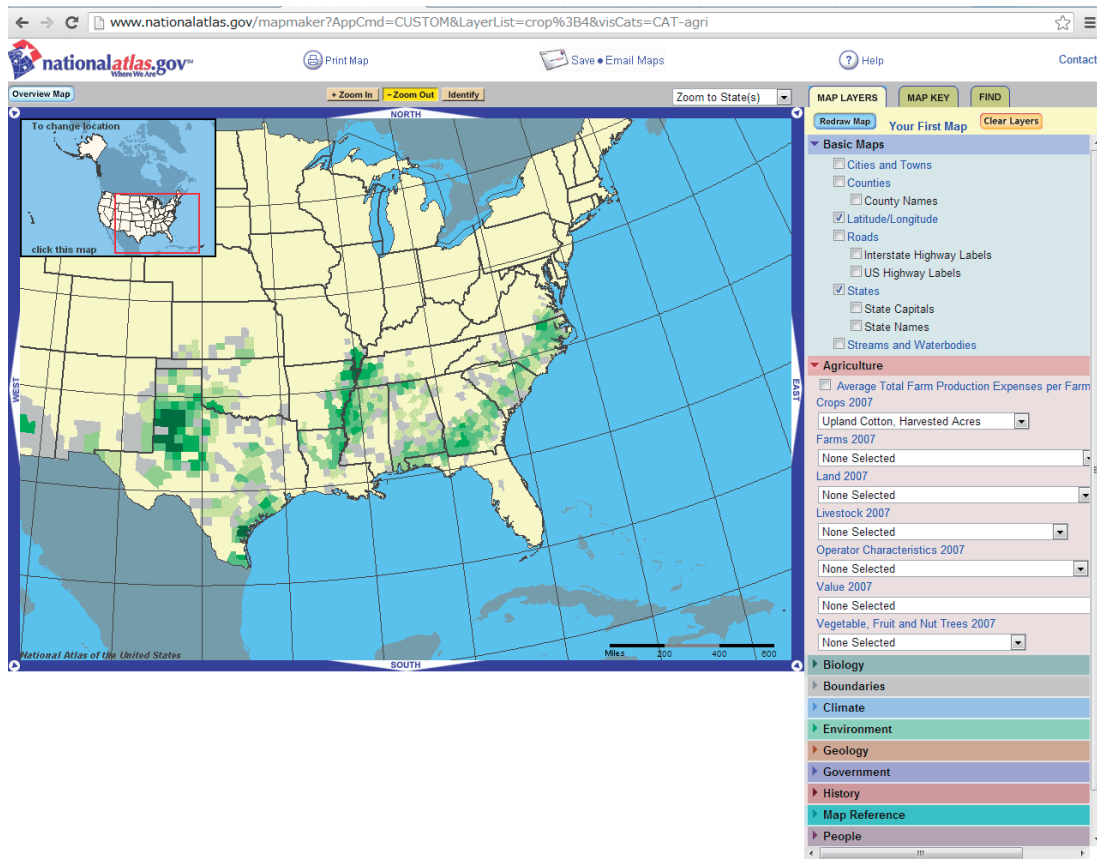 www.nationalatlas.gov/mapmaker?AppCmd=CUSTOM&LayerList=crop%3B4&visCats=CAT-agri
nationalatlas.gov™
Where We Are
Print Map
Save • Email Maps
Help
Contact
Overview Map
+ Zoom In
− Zoom Out
Identify
Zoom to State(s)
MAP LAYERS
MAP KEY
FIND
NORTH
To change location
click this map
WEST
EAST
National Atlas of the United States
Miles 200 400 600
SOUTH
Redraw Map
Your First Map
Clear Layers
Basic Maps
Cities and Towns
Counties
County Names
Latitude/Longitude
Roads
Interstate Highway Labels
US Highway Labels
States
State Capitals
State Names
Streams and Waterbodies
Agriculture
Average Total Farm Production Expenses per Farm
Crops 2007
Upland Cotton, Harvested Acres
Farms 2007
None Selected
Land 2007
None Selected
Livestock 2007
None Selected
Operator Characteristics 2007
None Selected
Value 2007
None Selected
Vegetable, Fruit and Nut Trees 2007
None Selected
Biology
Boundaries
Climate
Environment
Geology
Government
History
Map Reference
People